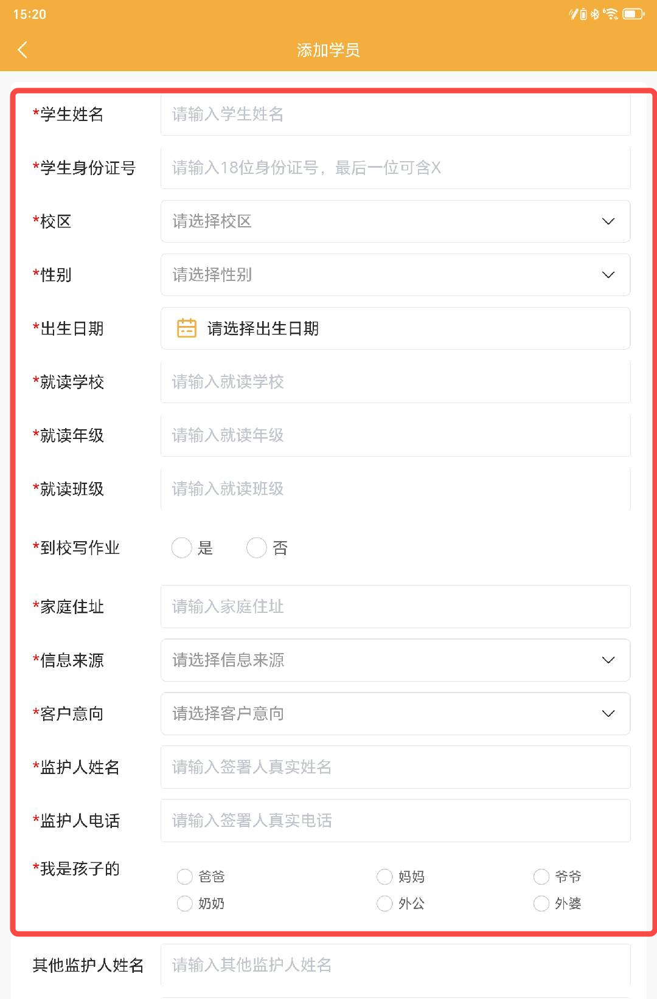 15:20
添加学员
*学生姓名 请输入学生姓名
*学生身份证号 请输入18位身份证号，最后一位可含X
*校区 请选择校区
*性别 请选择性别
*出生日期 请选择出生日期
*就读学校 请输入就读学校
*就读年级 请输入就读年级
*就读班级 请输入就读班级
*到校写作业 是 否
*家庭住址 请输入家庭住址
*信息来源 请选择信息来源
*客户意向 请选择客户意向
*监护人姓名 请输入签署人真实姓名
*监护人电话 请输入签署人真实电话
*我是孩子的 爸爸 妈妈 爷爷
奶奶 外公 外婆
其他监护人姓名 请输入其他监护人姓名